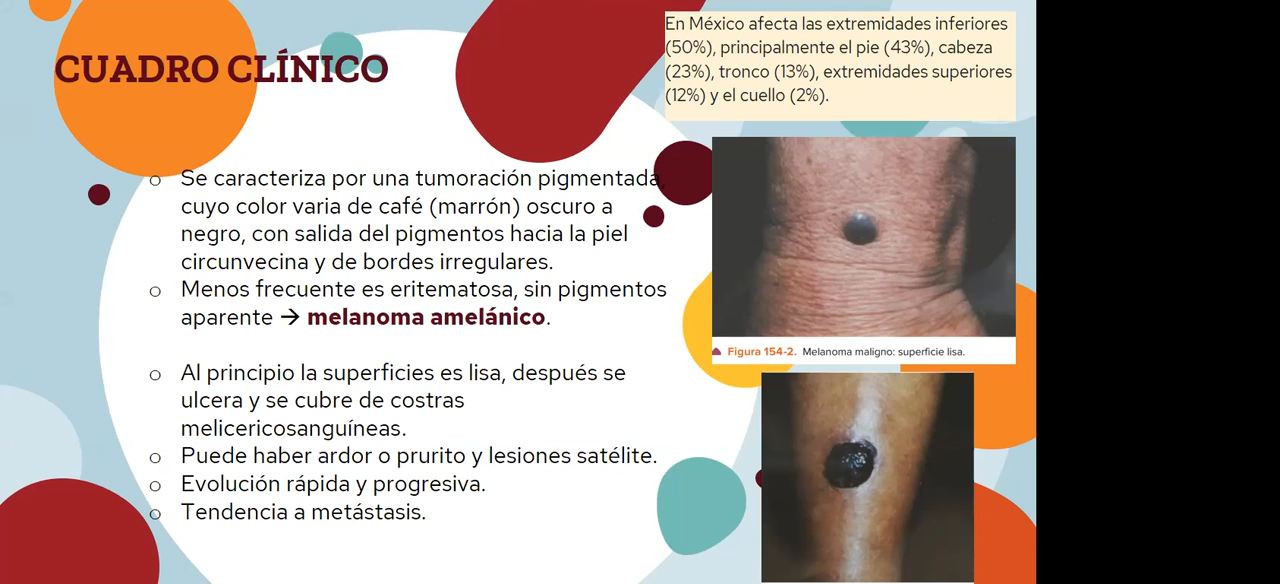 CUADRO CLÍNICO
En México afecta las extremidades inferiores
(50%), principalmente el pie (43%), cabeza
(23%), tronco (13%), extremidades superiores
(12%) y el cuello (2%).
o Se caracteriza por una tumoración pigmentada,
cuyo color varia de café (marrón) oscuro a
negro, con salida del pigmentos hacia la piel
circunvecina y de bordes irregulares.
o Menos frecuente es eritematosa, sin pigmentos
aparente → melanoma amelánico.
o Al principio la superficies es lisa, después se
ulcera y se cubre de costras
melicericosanguíneas.
o Puede haber ardor o prurito y lesiones satélite.
o Evolución rápida y progresiva.
o Tendencia a metástasis.
Figura 154-2. Melanoma maligno: superficie lisa.